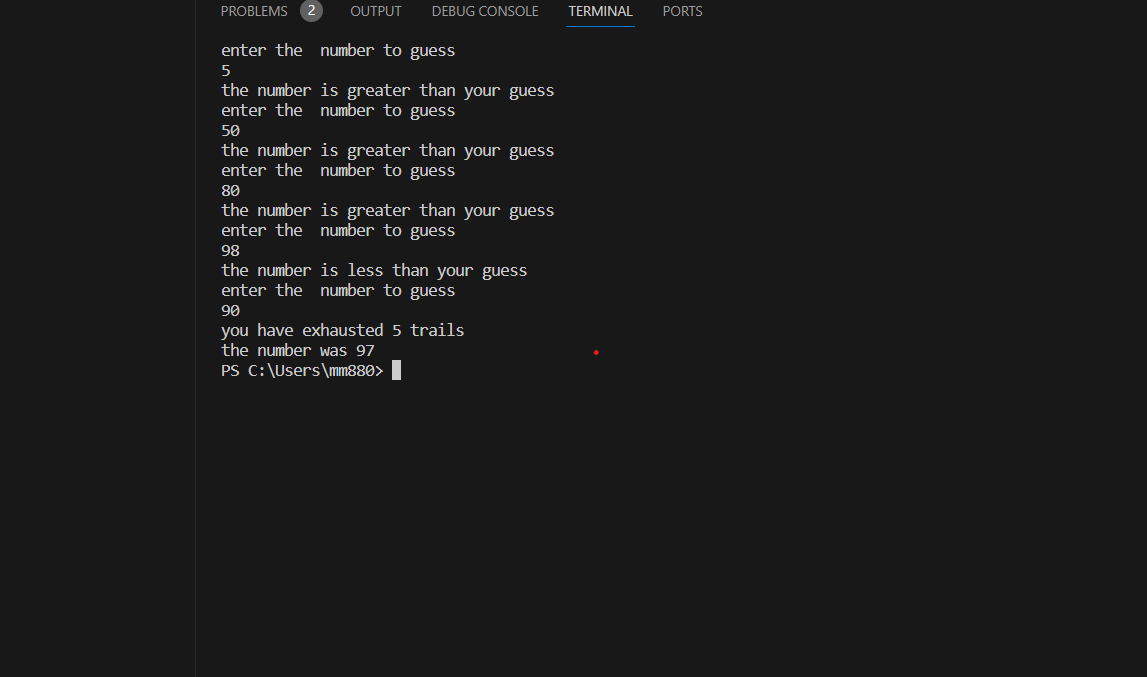 PROBLEMS 2 OUTPUT DEBUG CONSOLE TERMINAL PORTS
enter the  number to guess
5
the number is greater than your guess
enter the  number to guess
50
the number is greater than your guess
enter the  number to guess
80
the number is greater than your guess
enter the  number to guess
98
the number is less than your guess
enter the  number to guess
90
you have exhausted 5 trails
the number was 97
PS C:\Users\mm880>